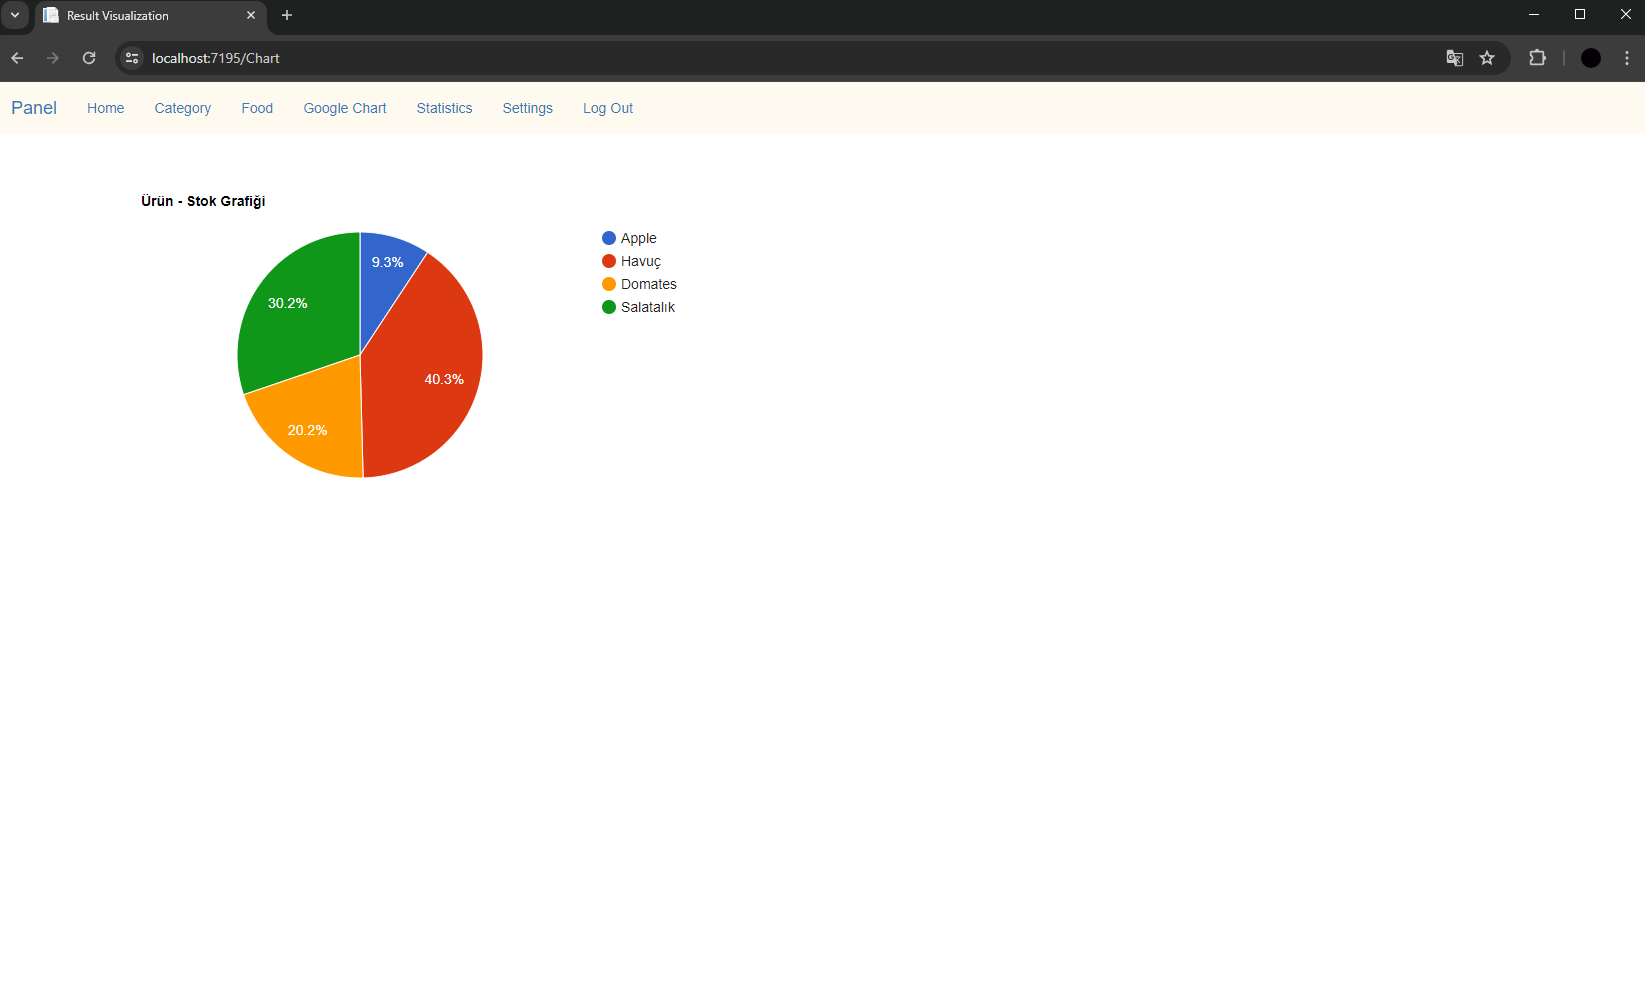 Result Visualization
localhost:7195/Chart
Panel Home Category Food Google Chart Statistics Settings Log Out
Ürün - Stok Grafiği
9.3%
40.3%
20.2%
30.2%
Apple
Havuç
Domates
Salatalık